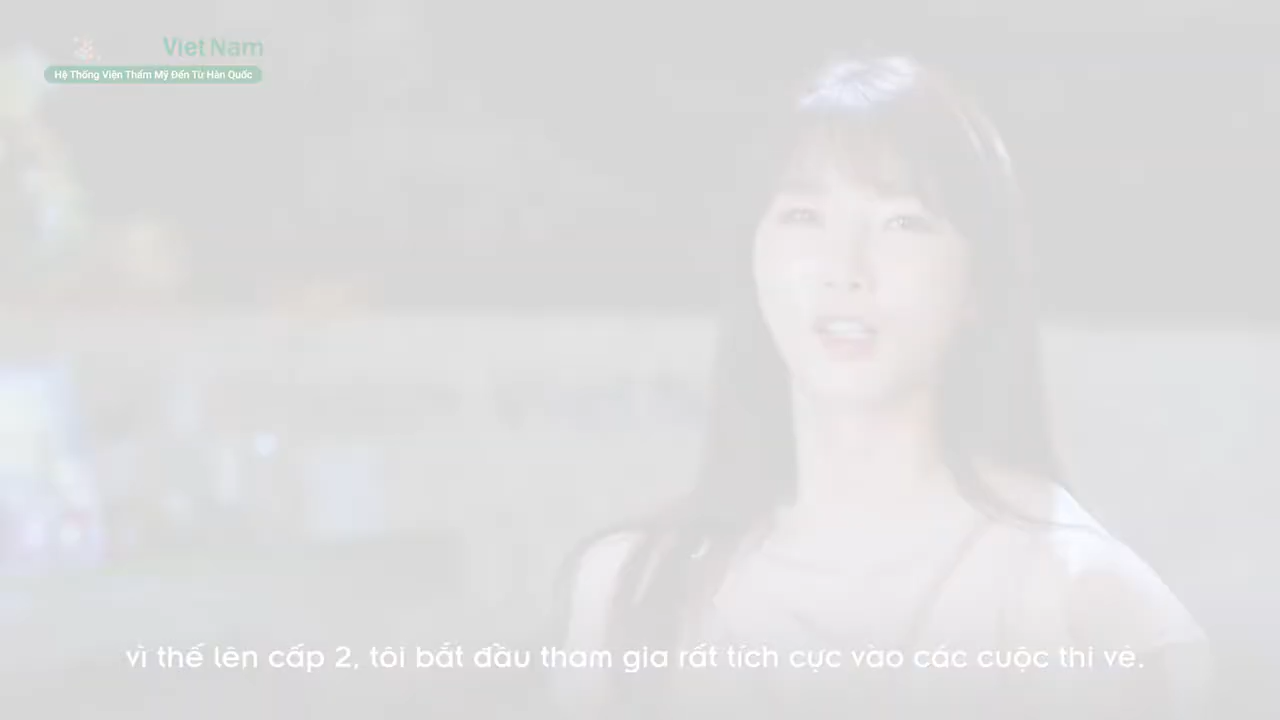 Việt Nam
Hệ Thống Viện Thẩm Mỹ Đến Từ Hàn Quốc
vì thế lên cấp 2, tôi bắt đầu tham gia rất tích cực vào các cuộc thi vẽ.